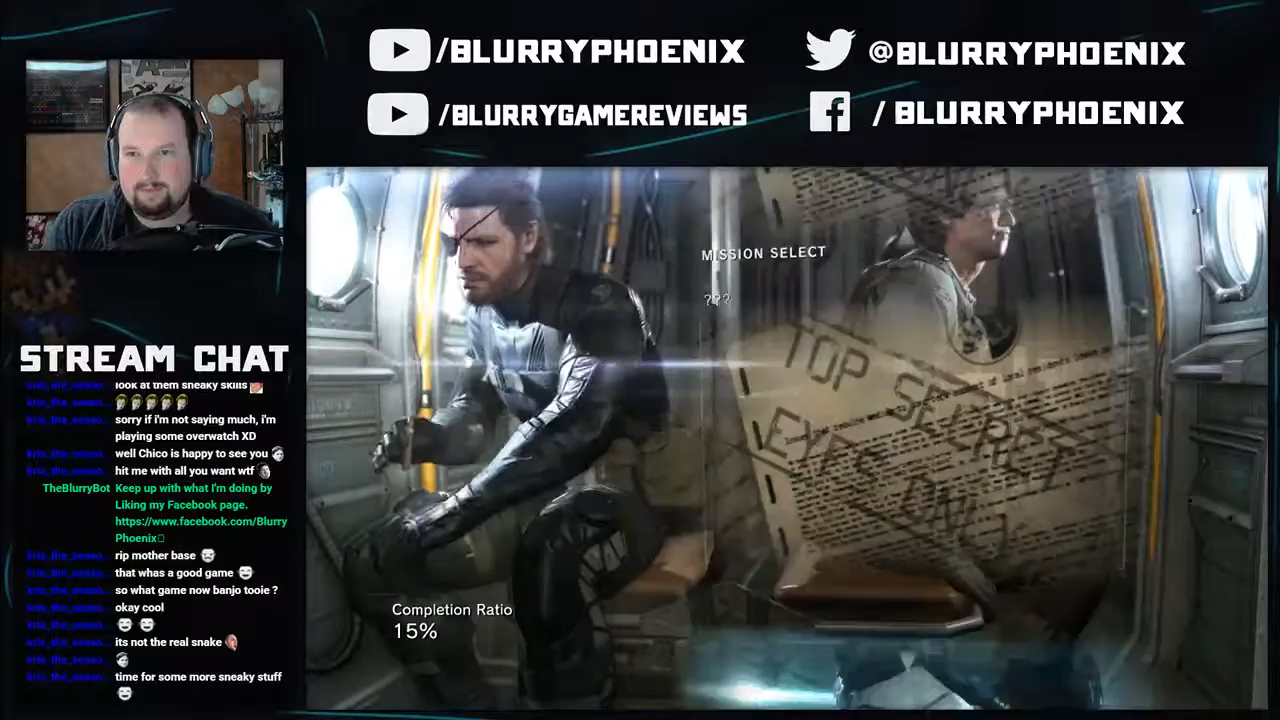 /BLURRYPHOENIX
@BLURRYPHOENIX
/BLURRYGAMEREVIEWS
/ BLURRYPHOENIX
MISSION SELECT
???
TOP SECRET
EYES ONLY
STREAM CHAT
look at them sneaky skills
sorry if i'm not saying much, i'm
playing some overwatch XD
well Chico is happy to see you
hit me with all you want wtf
TheBlurryBot Keep up with what I'm doing by
Liking my Facebook page.
https://www.facebook.com/Blurry
Phoenix
rip mother base
that whas a good game
so what game now banjo tooie ?
okay cool
its not the real snake
time for some more sneaky stuff
Completion Ratio
15%